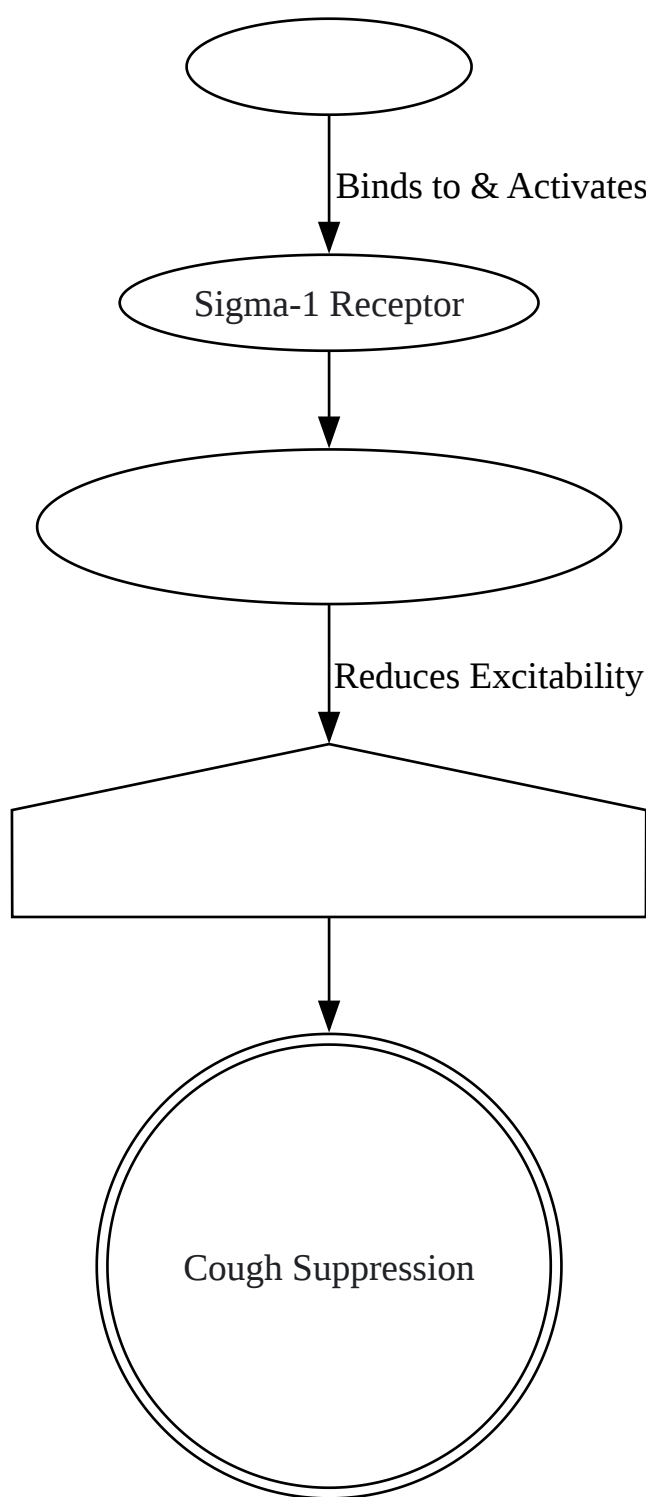 Binds to & Activates
Sigma-1 Receptor
Reduces Excitability
Cough Suppression